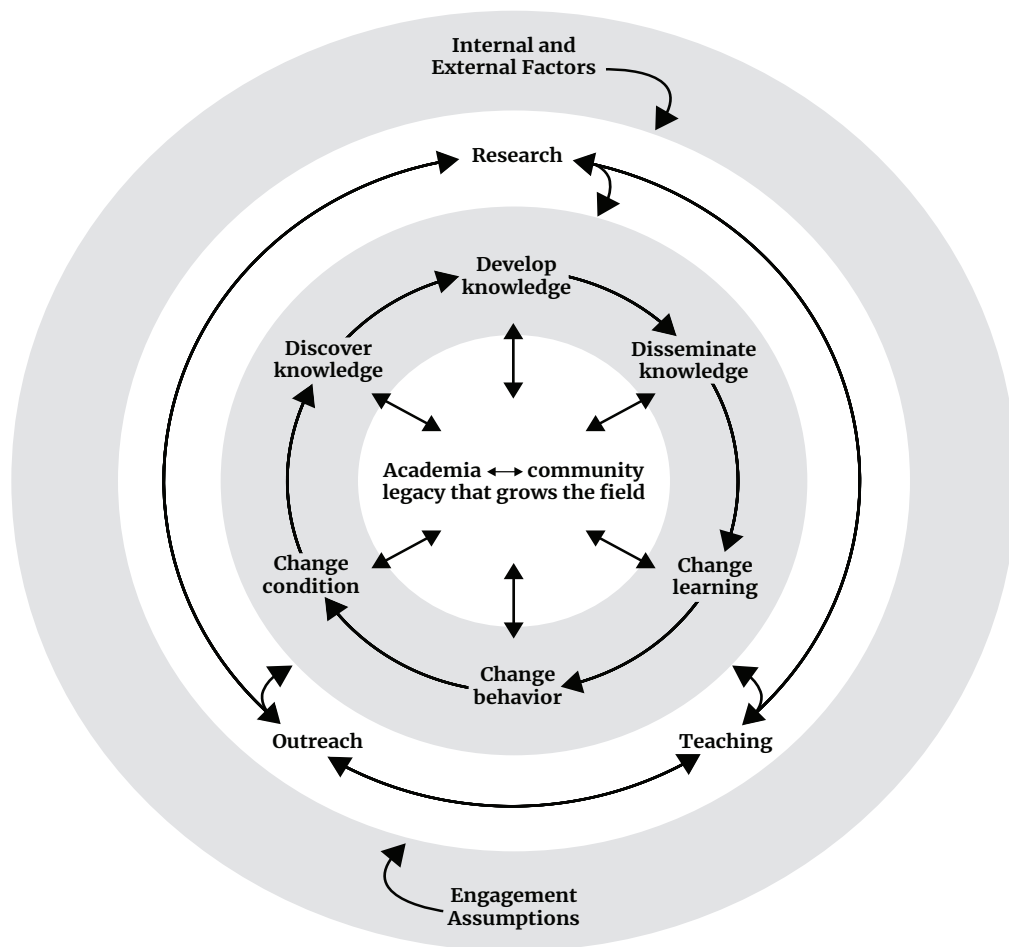 Internal and
External Factors
Research
Develop
knowledge
Discover
knowledge
Disseminate
knowledge
Academia ↔ community
legacy that grows the field
Change
condition
Change
learning
Change
behavior
Outreach
Teaching
Engagement
Assumptions